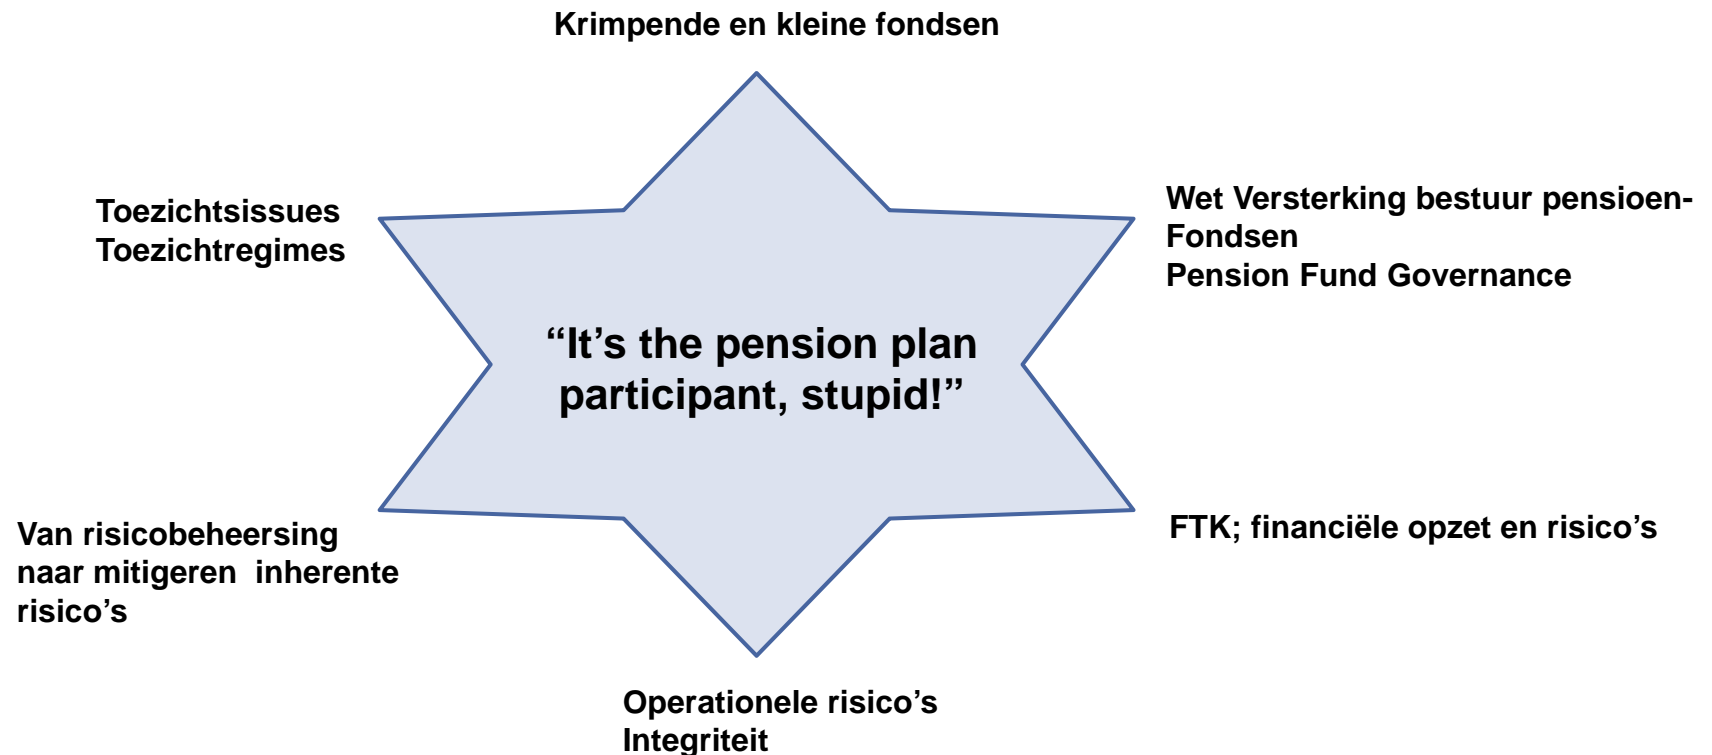 Krimpende en kleine fondsen
Toezichtsissues
Toezichtregimes
Wet Versterking bestuur pensioen-
Fondsen
Pension Fund Governance
“It’s the pension plan
participant, stupid!”
Van risicobeheersing
naar mitigeren  inherente
risico’s
FTK; financiële opzet en risico’s
Operationele risico’s
Integriteit